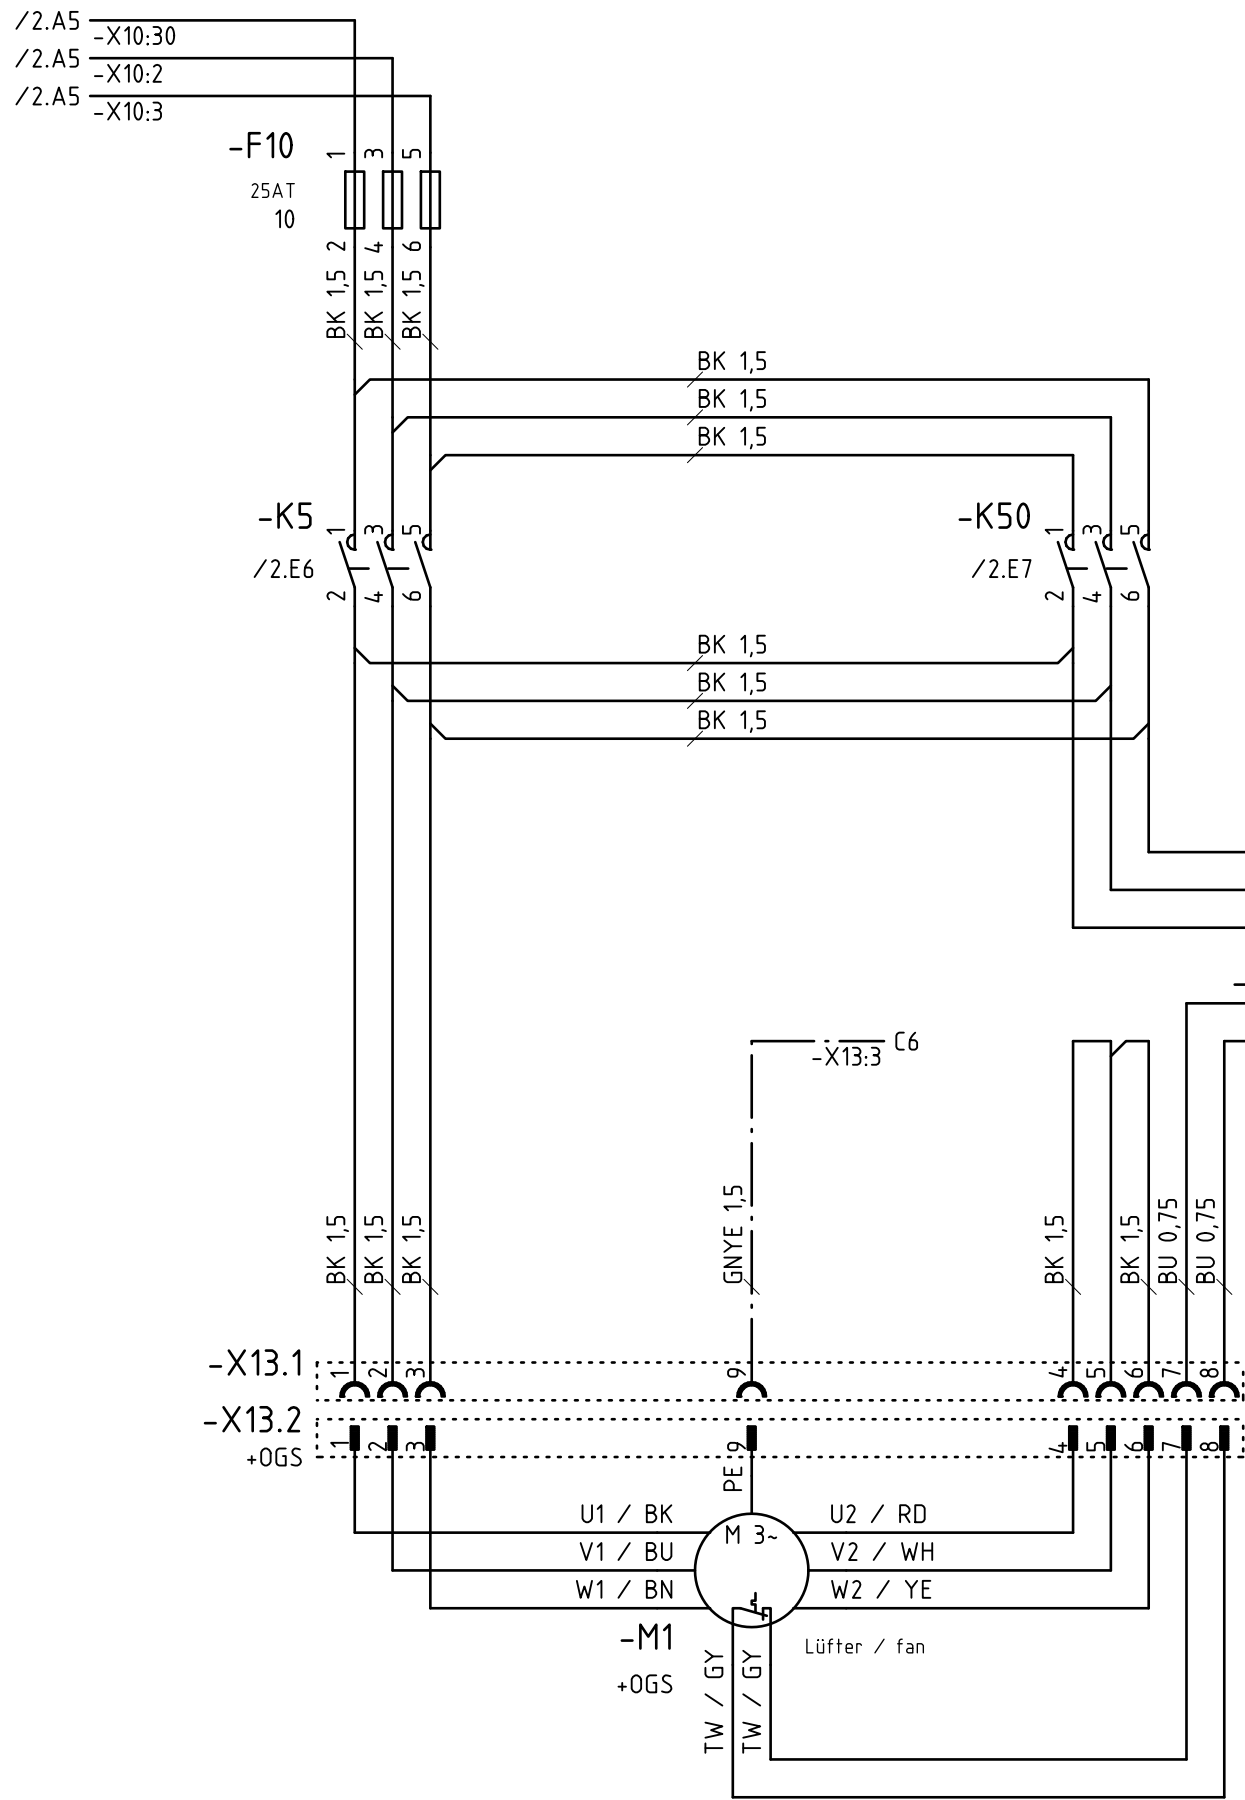 /2.A5
-X10:30
/2.A5
-X10:2
/2.A5
-X10:3
-F10
25AT
10
1 3 5
2 4 6
BK 1,5
BK 1,5
BK 1,5
BK 1,5
BK 1,5
BK 1,5
-K5
/2.E6
1 3 5
2 4 6
-K50
/2.E7
1 3 5
2 4 6
BK 1,5
BK 1,5
BK 1,5
C6
-X13:3
BK 1,5
BK 1,5
BK 1,5
GNYE 1,5
BK 1,5
BK 1,5
BU 0,75
BU 0,75
-X13.1
1 2 3 9 4 5 6 7 8
-X13.2
+OGS
1 2 3 9 4 5 6 7 8
PE
U1 / BK
V1 / BU
W1 / BN
M 3~
U2 / RD
V2 / WH
W2 / YE
-M1
+OGS
Lüfter / fan
TW / GY
TW / GY